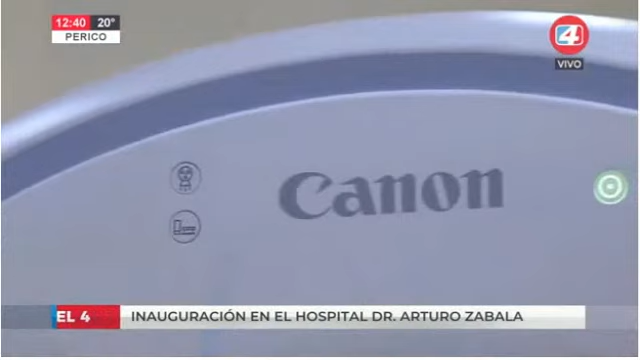 12:40 20°
PERICO
4
VIVO
Canon
EL 4
INAUGURACIÓN EN EL HOSPITAL DR. ARTURO ZABALA